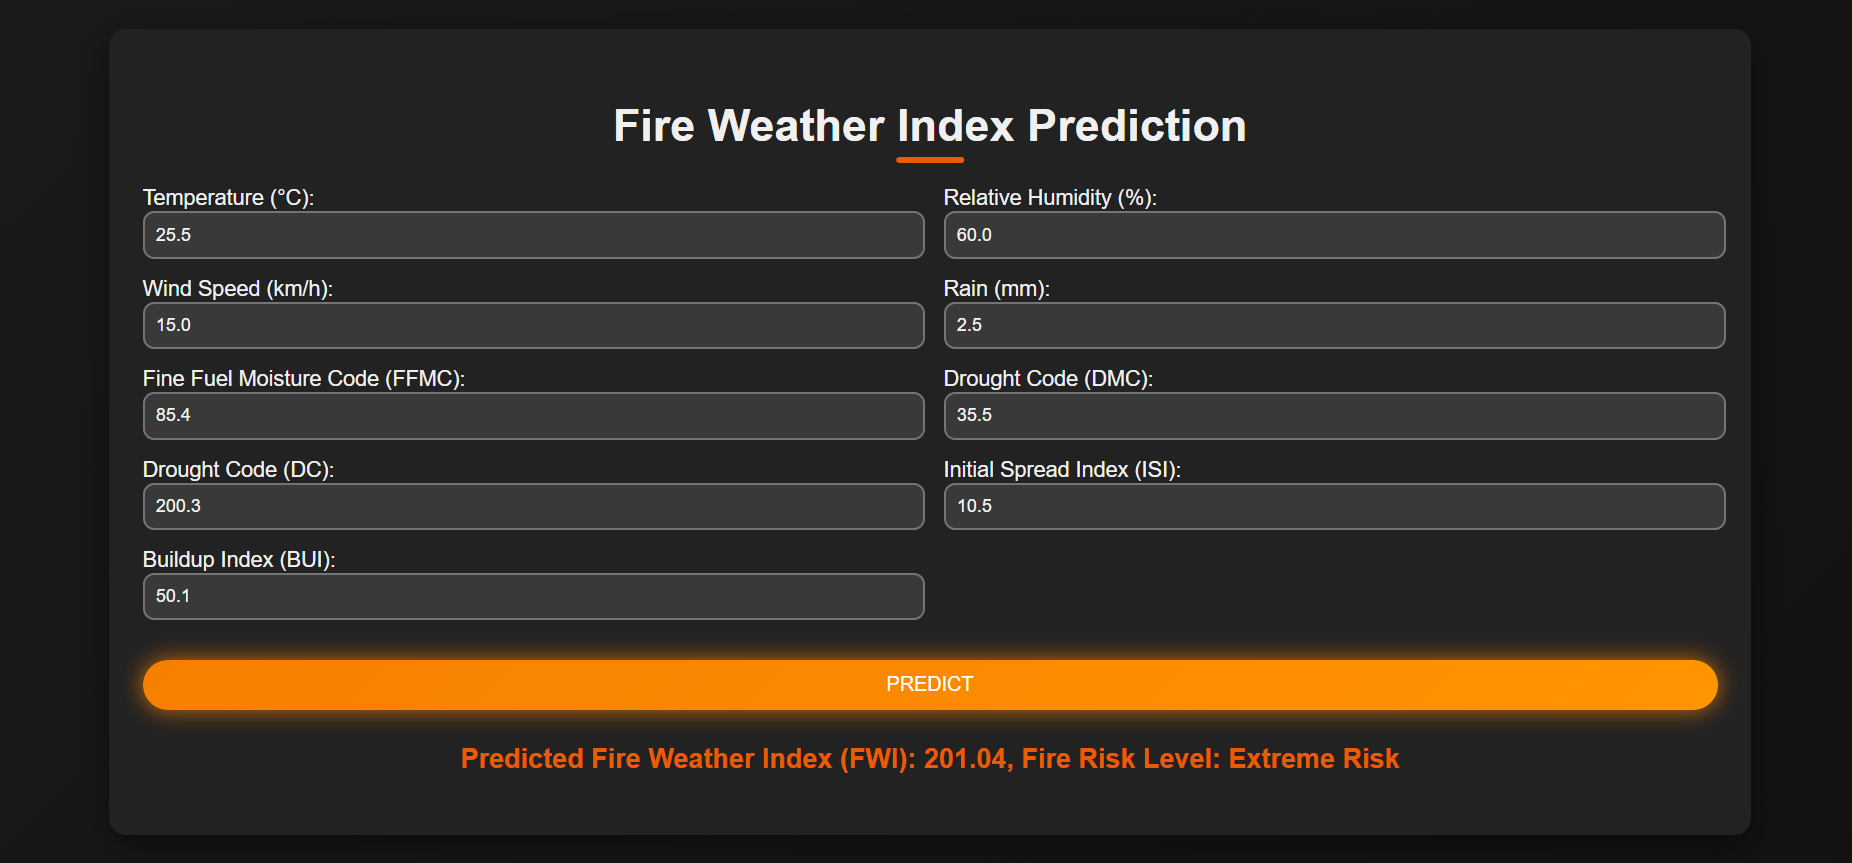 Fire Weather Index Prediction
Temperature (°C):
25.5
Relative Humidity (%):
60.0
Wind Speed (km/h):
15.0
Rain (mm):
2.5
Fine Fuel Moisture Code (FFMC):
85.4
Drought Code (DMC):
35.5
Drought Code (DC):
200.3
Initial Spread Index (ISI):
10.5
Buildup Index (BUI):
50.1
PREDICT
Predicted Fire Weather Index (FWI): 201.04, Fire Risk Level: Extreme Risk